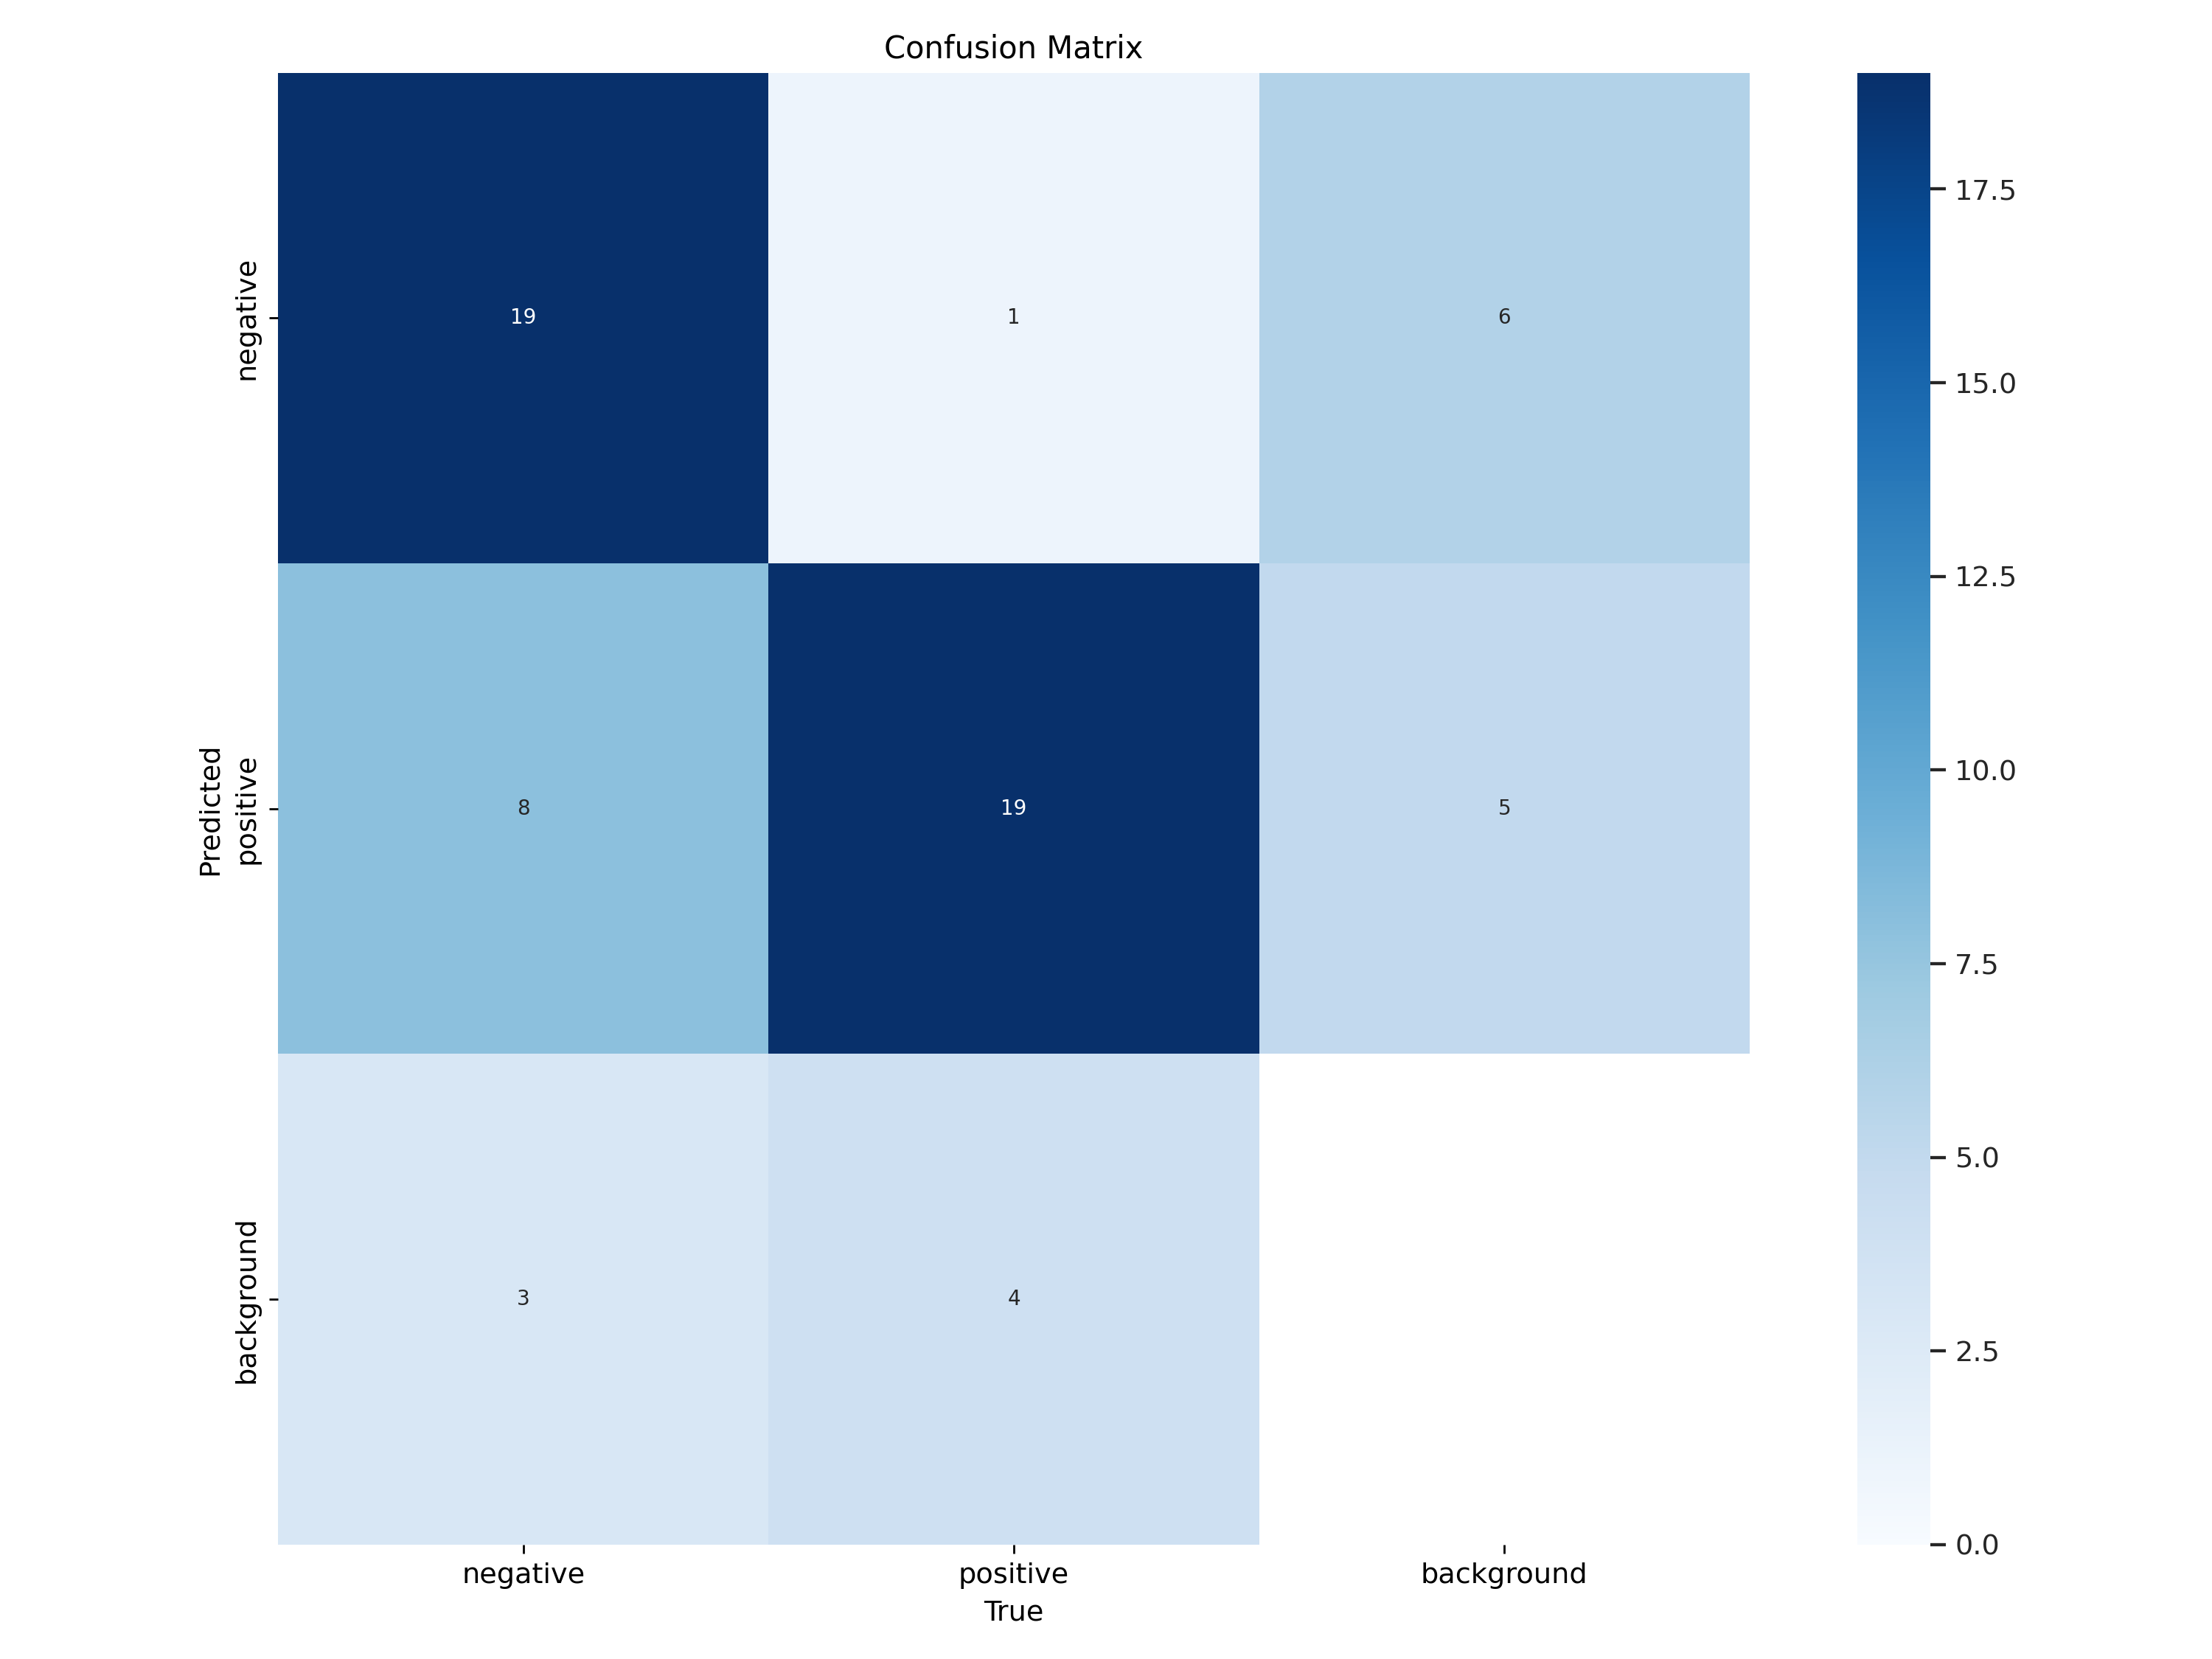 Confusion Matrix
negative
19
1
6
17.5
15.0
12.5
Predicted
positive
8
19
5
10.0
7.5
5.0
background
3
4
2.5
0.0
negative
positive
background
True